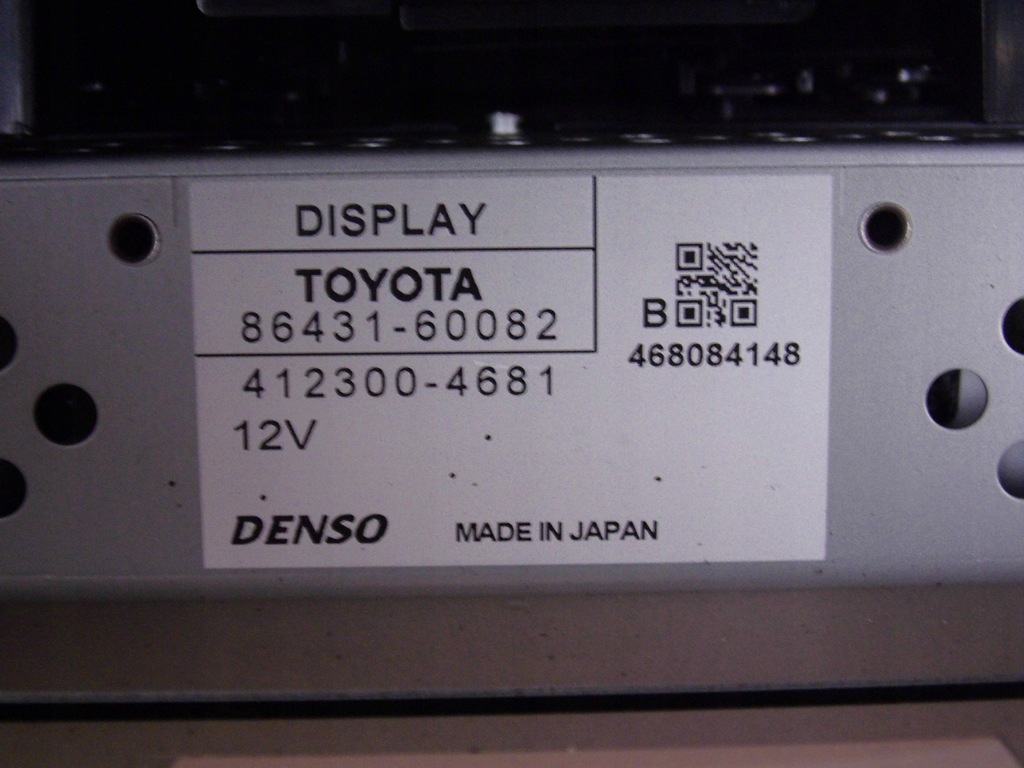 DISPLAY
TOYOTA
86431-60082
412300-4681
12V
DENSO
MADE IN JAPAN
B
468084148